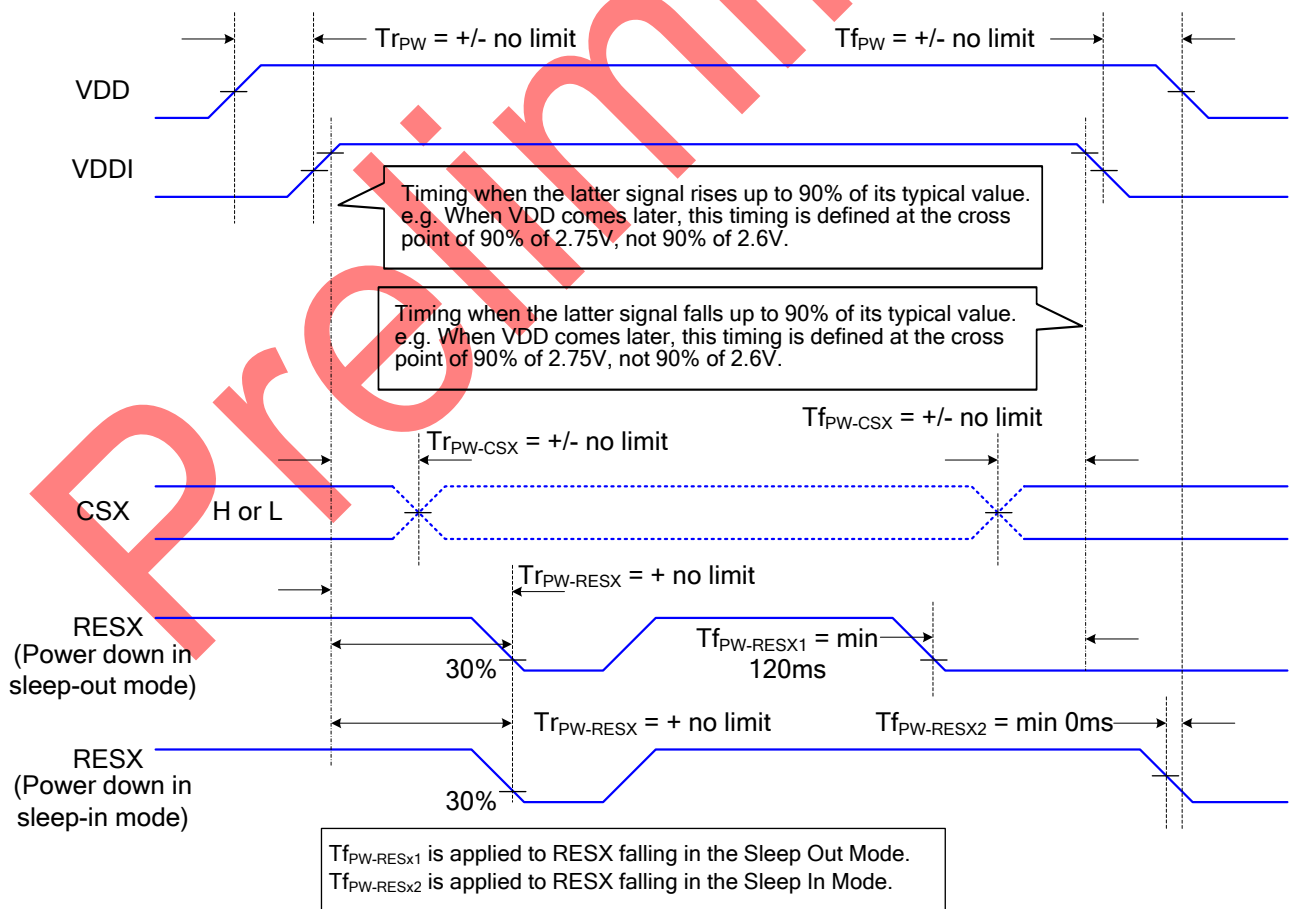 TrPW = +/- no limit
TfPW = +/- no limit
VDD
VDDI
Timing when the latter signal rises up to 90% of its typical value.
e.g. When VDD comes later, this timing is defined at the cross
point of 90% of 2.75V, not 90% of 2.6V.
Timing when the latter signal falls up to 90% of its typical value.
e.g. When VDD comes later, this timing is defined at the cross
point of 90% of 2.75V, not 90% of 2.6V.
TfPW-CSX = +/- no limit
TrPW-CSX = +/- no limit
CSX
H or L
TrPW-RESX = + no limit
RESX
(Power down in
sleep-out mode)
30%
TfPW-RESX1 = min
120ms
TrPW-RESX = + no limit
TfPW-RESX2 = min 0ms
RESX
(Power down in
sleep-in mode)
30%
TfPW-RESx1 is applied to RESX falling in the Sleep Out Mode.
TfPW-RESx2 is applied to RESX falling in the Sleep In Mode.
Prelim